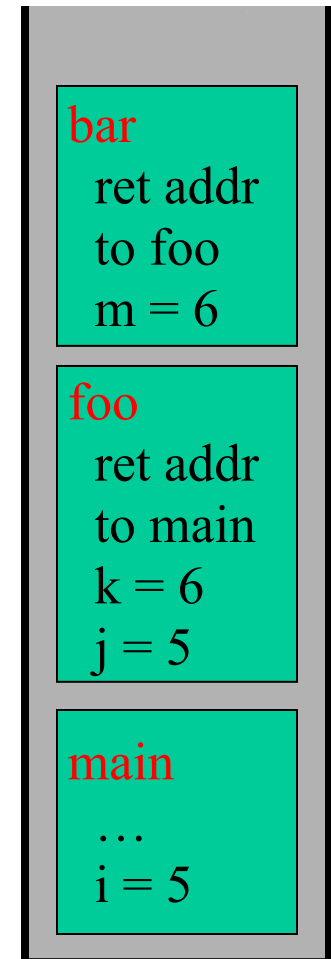 bar
ret addr
to foo
m = 6
foo
ret addr
to main
k = 6
j = 5
main
…
i = 5